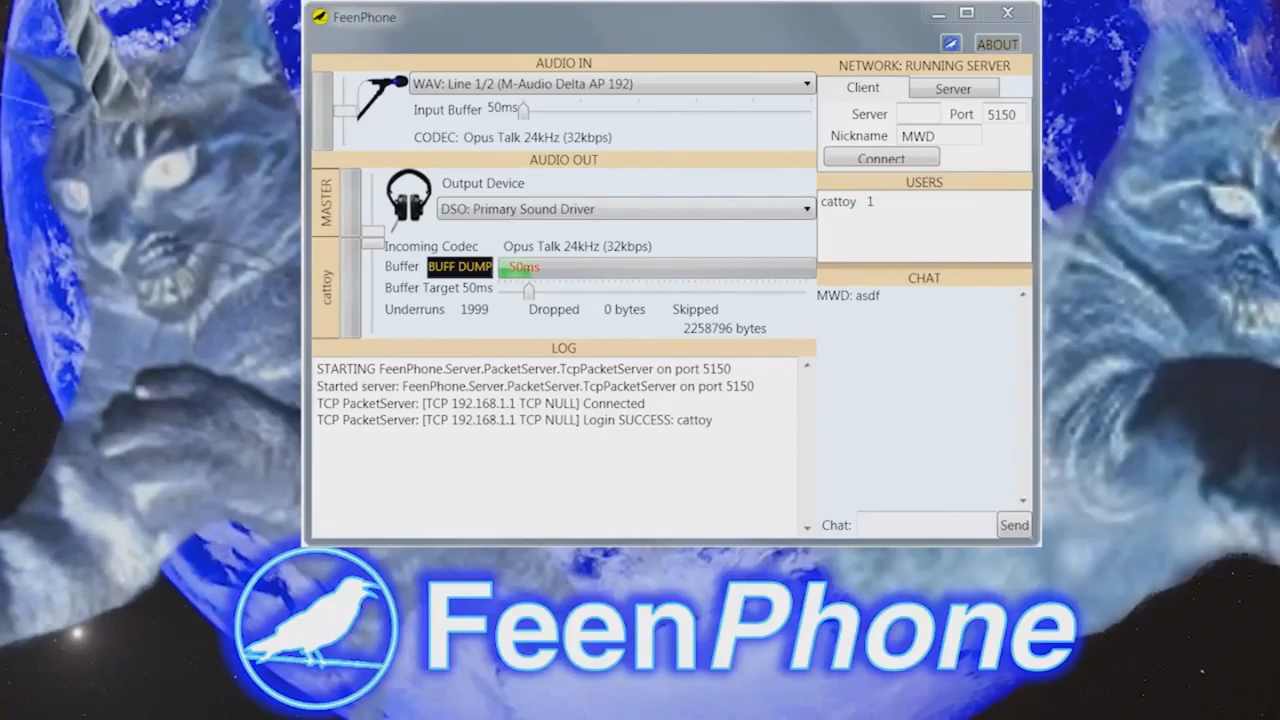 FeenPhone
ABOUT
AUDIO IN
WAV: Line 1/2 (M-Audio Delta AP 192)
Input Buffer 50ms
CODEC: Opus Talk 24kHz (32kbps)
AUDIO OUT
MASTER
Output Device
DSO: Primary Sound Driver
cattoy
Incoming Codec Opus Talk 24kHz (32kbps)
Buffer BUFF DUMP 50ms
Buffer Target 50ms
Underruns 1999 Dropped 0 bytes Skipped
2258796 bytes
LOG
STARTING FeenPhone.Server.PacketServer.TcpPacketServer on port 5150
Started server: FeenPhone.Server.PacketServer.TcpPacketServer on port 5150
TCP PacketServer: [TCP 192.168.1.1 TCP NULL] Connected
TCP PacketServer: [TCP 192.168.1.1 TCP NULL] Login SUCCESS: cattoy
NETWORK: RUNNING SERVER
Client Server
Server Port 5150
Nickname MWD
Connect
USERS
cattoy 1
CHAT
MWD: asdf
Chat: Send
FeenPhone